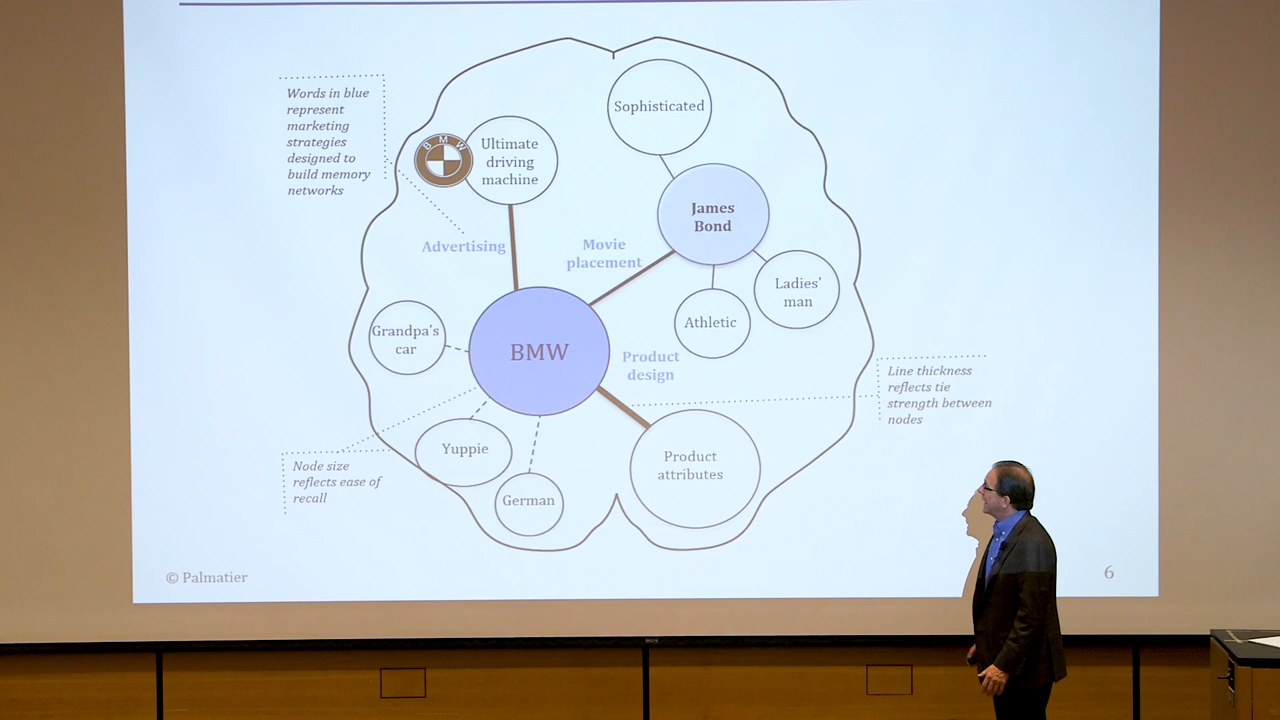 Words in blue
represent
marketing
strategies
designed to
build memory
networks
BMW
Ultimate
driving
machine
Sophisticated
James
Bond
Advertising
Movie
placement
Ladies'
man
Athletic
Grandpa's
car
BMW
Product
design
Line thickness
reflects tie
strength between
nodes
Yuppie
Product
attributes
Node size
reflects ease of
recall
German
© Palmatier
6